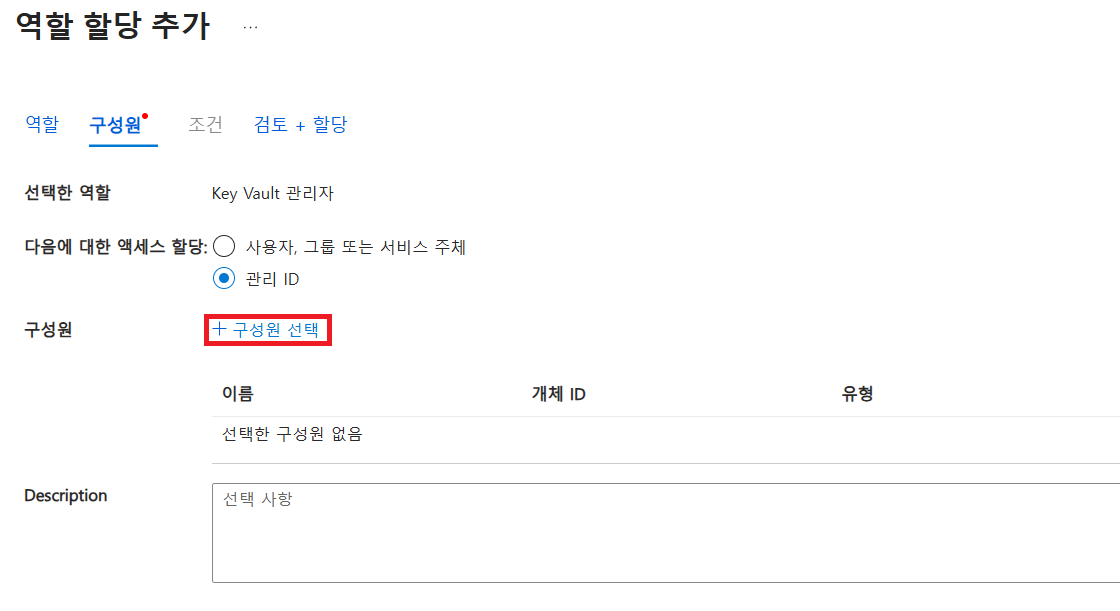 역할 할당 추가 ...
역할 구성원 조건 검토 + 할당
선택한 역할 Key Vault 관리자
다음에 대한 액세스 할당: 사용자, 그룹 또는 서비스 주체
관리 ID
구성원 + 구성원 선택
이름 개체 ID 유형
선택한 구성원 없음
Description 선택 사항